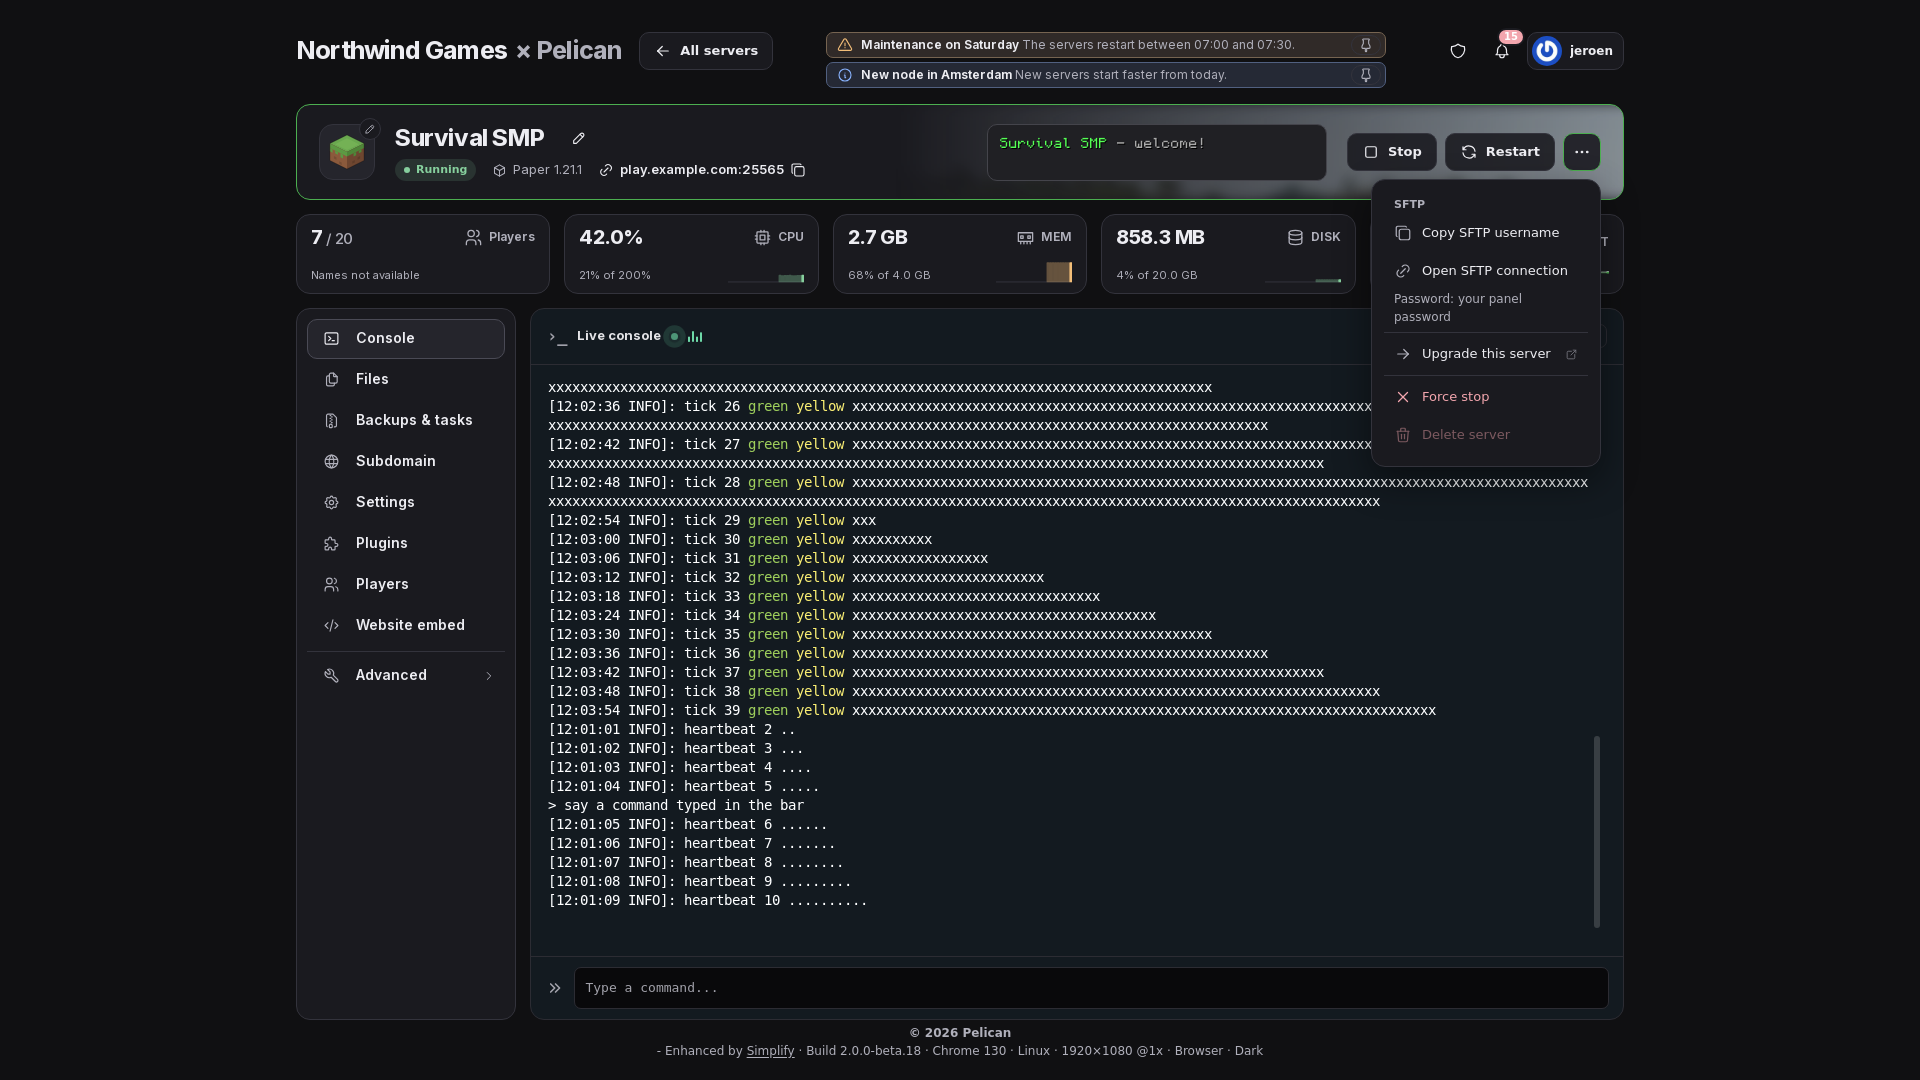 Northwind Games × Pelican
All servers
Maintenance on Saturday The servers restart between 07:00 and 07:30.
New node in Amsterdam New servers start faster from today.
15
jeroen
Survival SMP
Running
Paper 1.21.1
play.example.com:25565
Survival SMP - welcome!
Stop
Restart
7 / 20
Players
Names not available
42.0%
CPU
21% of 200%
2.7 GB
MEM
68% of 4.0 GB
858.3 MB
DISK
4% of 20.0 GB
T
SFTP
Copy SFTP username
Open SFTP connection
Password: your panel
password
Upgrade this server
Force stop
Delete server
Console
Files
Backups & tasks
Subdomain
Settings
Plugins
Players
Website embed
Advanced
Live console
[12:02:36 INFO]: tick 26 green yellow
[12:02:42 INFO]: tick 27 green yellow
[12:02:48 INFO]: tick 28 green yellow
[12:02:54 INFO]: tick 29 green yellow xxx
[12:03:00 INFO]: tick 30 green yellow xxxxxxxxxx
[12:03:06 INFO]: tick 31 green yellow xxxxxxxxxxxxxxxxx
[12:03:12 INFO]: tick 32 green yellow xxxxxxxxxxxxxxxxxxxxxxxx
[12:03:18 INFO]: tick 33 green yellow xxxxxxxxxxxxxxxxxxxxxxxxxxxxxxx
[12:03:24 INFO]: tick 34 green yellow xxxxxxxxxxxxxxxxxxxxxxxxxxxxxxxxxxxxxx
[12:03:30 INFO]: tick 35 green yellow xxxxxxxxxxxxxxxxxxxxxxxxxxxxxxxxxxxxxxxxxxxxx
[12:03:36 INFO]: tick 36 green yellow xxxxxxxxxxxxxxxxxxxxxxxxxxxxxxxxxxxxxxxxxxxxxxxxxxxx
[12:03:42 INFO]: tick 37 green yellow xxxxxxxxxxxxxxxxxxxxxxxxxxxxxxxxxxxxxxxxxxxxxxxxxxxxxxxxxxx
[12:03:48 INFO]: tick 38 green yellow xxxxxxxxxxxxxxxxxxxxxxxxxxxxxxxxxxxxxxxxxxxxxxxxxxxxxxxxxxxxxxxxxx
[12:03:54 INFO]: tick 39 green yellow xxxxxxxxxxxxxxxxxxxxxxxxxxxxxxxxxxxxxxxxxxxxxxxxxxxxxxxxxxxxxxxxxxxxxxxxx
[12:01:01 INFO]: heartbeat 2 ..
[12:01:02 INFO]: heartbeat 3 ...
[12:01:03 INFO]: heartbeat 4 ....
[12:01:04 INFO]: heartbeat 5 .....
> say a command typed in the bar
[12:01:05 INFO]: heartbeat 6 ......
[12:01:06 INFO]: heartbeat 7 .......
[12:01:07 INFO]: heartbeat 8 ........
[12:01:08 INFO]: heartbeat 9 .........
[12:01:09 INFO]: heartbeat 10 ..........
Type a command...
© 2026 Pelican
- Enhanced by Simplify · Build 2.0.0-beta.18 · Chrome 130 · Linux · 1920×1080 @1x · Browser · Dark